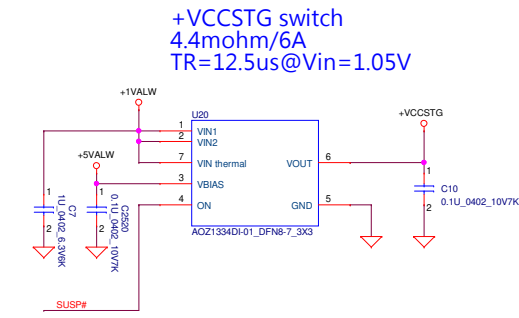 +VCCSTG switch
4.4mohm/6A
TR=12.5us@Vin=1.05V
+1VALW
+VCCSTG
U20
1 VIN1
2 VIN2
+5VALW
7 VIN thermal VOUT 6
3 VBIAS
4 ON GND 5
AOZ1334DI-01_DFN8-7_3X3
1 2 C7
1U_0402_6.3V6K
1 2 C2520
0.1U_0402_10V7K
1 2 C10
0.1U_0402_10V7K
SUSP#